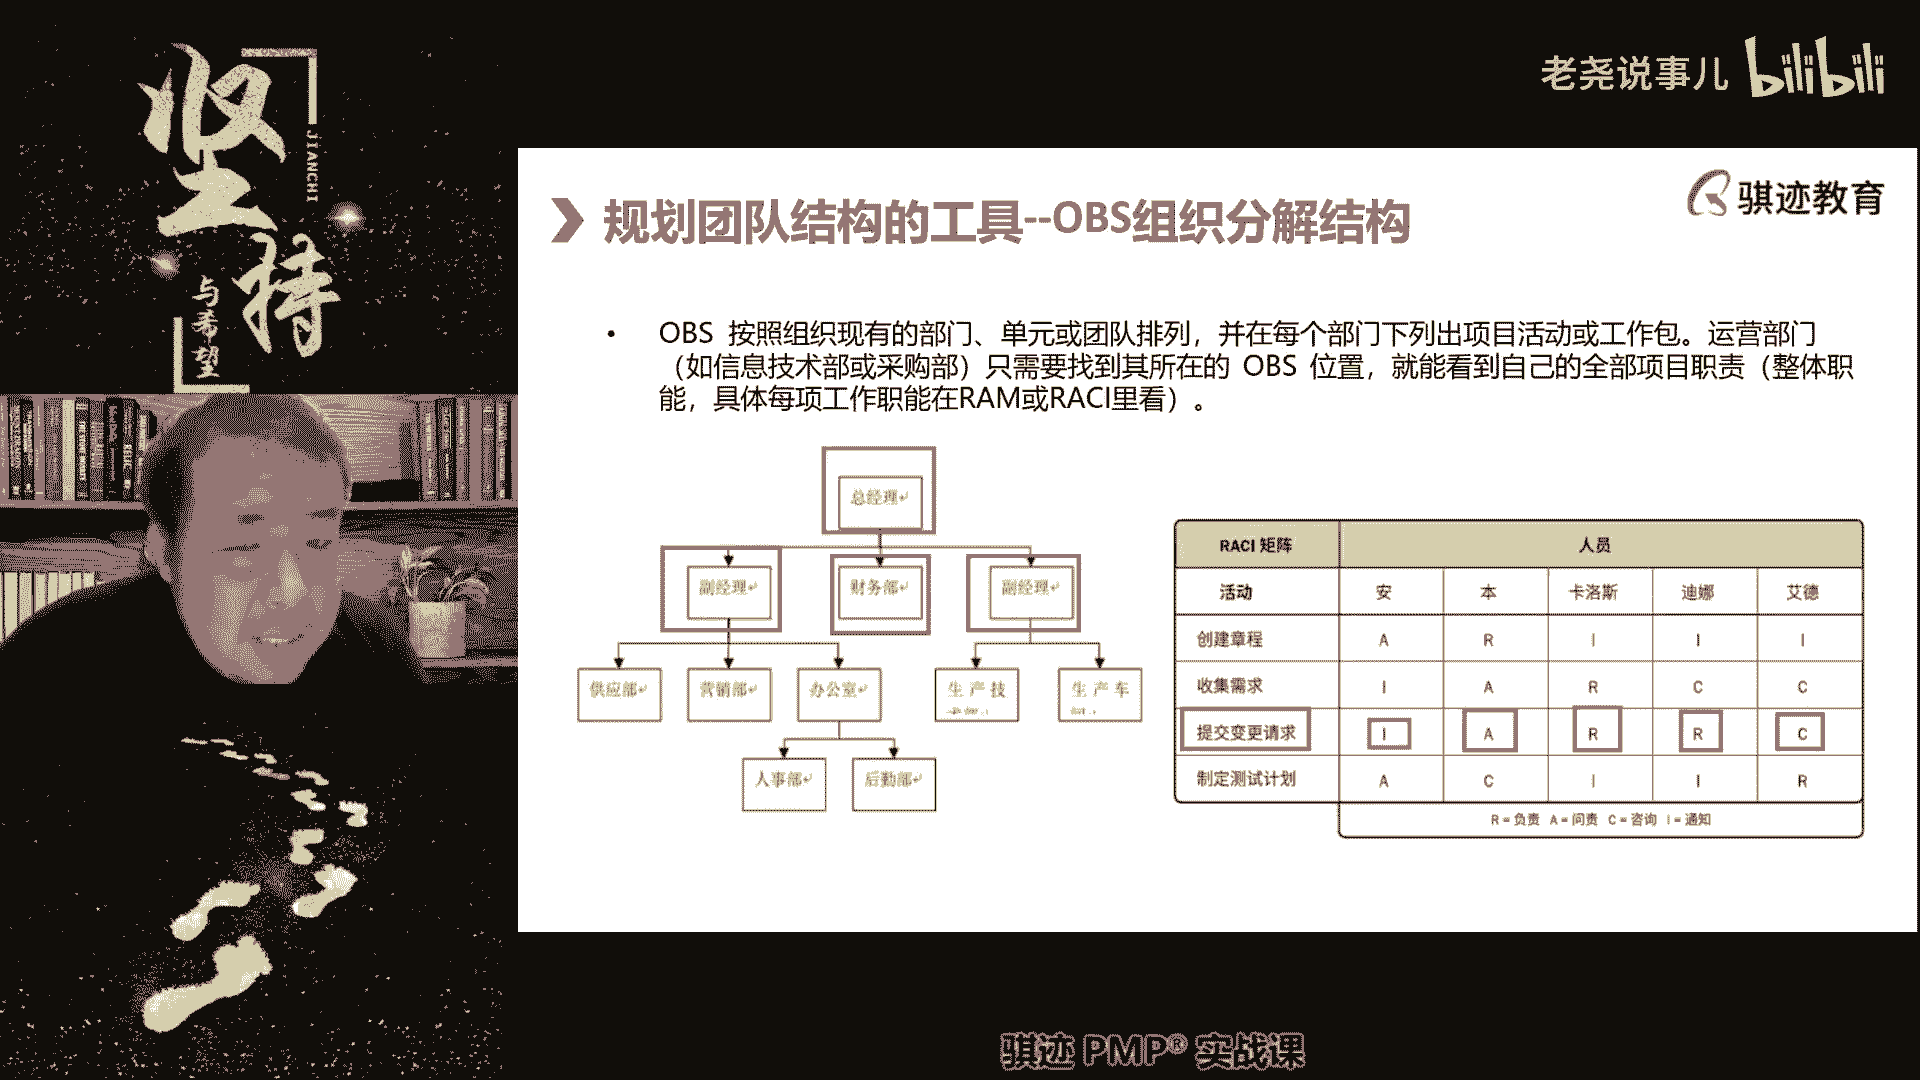 坚持
JIANCHI
与希望
老尧说事儿 bilibili
骐迹教育
规划团队结构的工具--OBS组织分解结构
• OBS 按照组织现有的部门、单元或团队排列，并在每个部门下列出项目活动或工作包。运营部门
（如信息技术部或采购部）只需要找到其所在的 OBS 位置，就能看到自己的全部项目职责（整体职
能，具体每项工作职能在RAM或RACI里看）。
总经理
副经理 财务部 副经理
供应部 营销部 办公室 生产技 生产车
人事部 后勤部
RACI 矩阵 人员
活动 安 本 卡洛斯 迪娜 艾德
创建章程 A R I I I
收集需求 I A R C C
提交变更请求 I A R R C
制定测试计划 A C I I R
R = 负责 A = 问责 C = 咨询 I = 通知
骐迹 PMP® 实战课